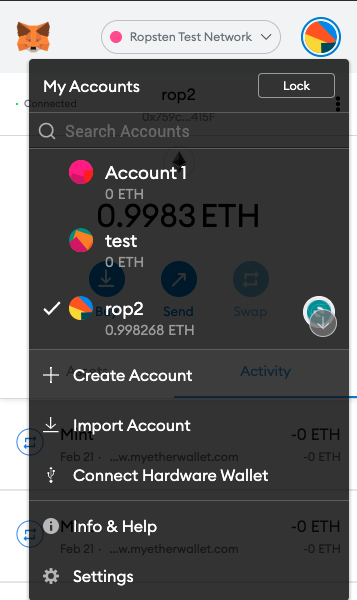 Ropsten Test Network
My Accounts
Lock
Connected
rop2
0x759c...415F
Search Accounts
Account 1
0 ETH
0.9983 ETH
test
0 ETH
rop2
0.998268 ETH
Send
Swap
Create Account
Assets
Activity
Import Account
Mint
-0 ETH
Feb 21 · ...w.myetherwallet.com
-0 ETH
Connect Hardware Wallet
Info & Help
-0 ETH
Feb 21 · ...w.myetherwallet.com
-0 ETH
Settings